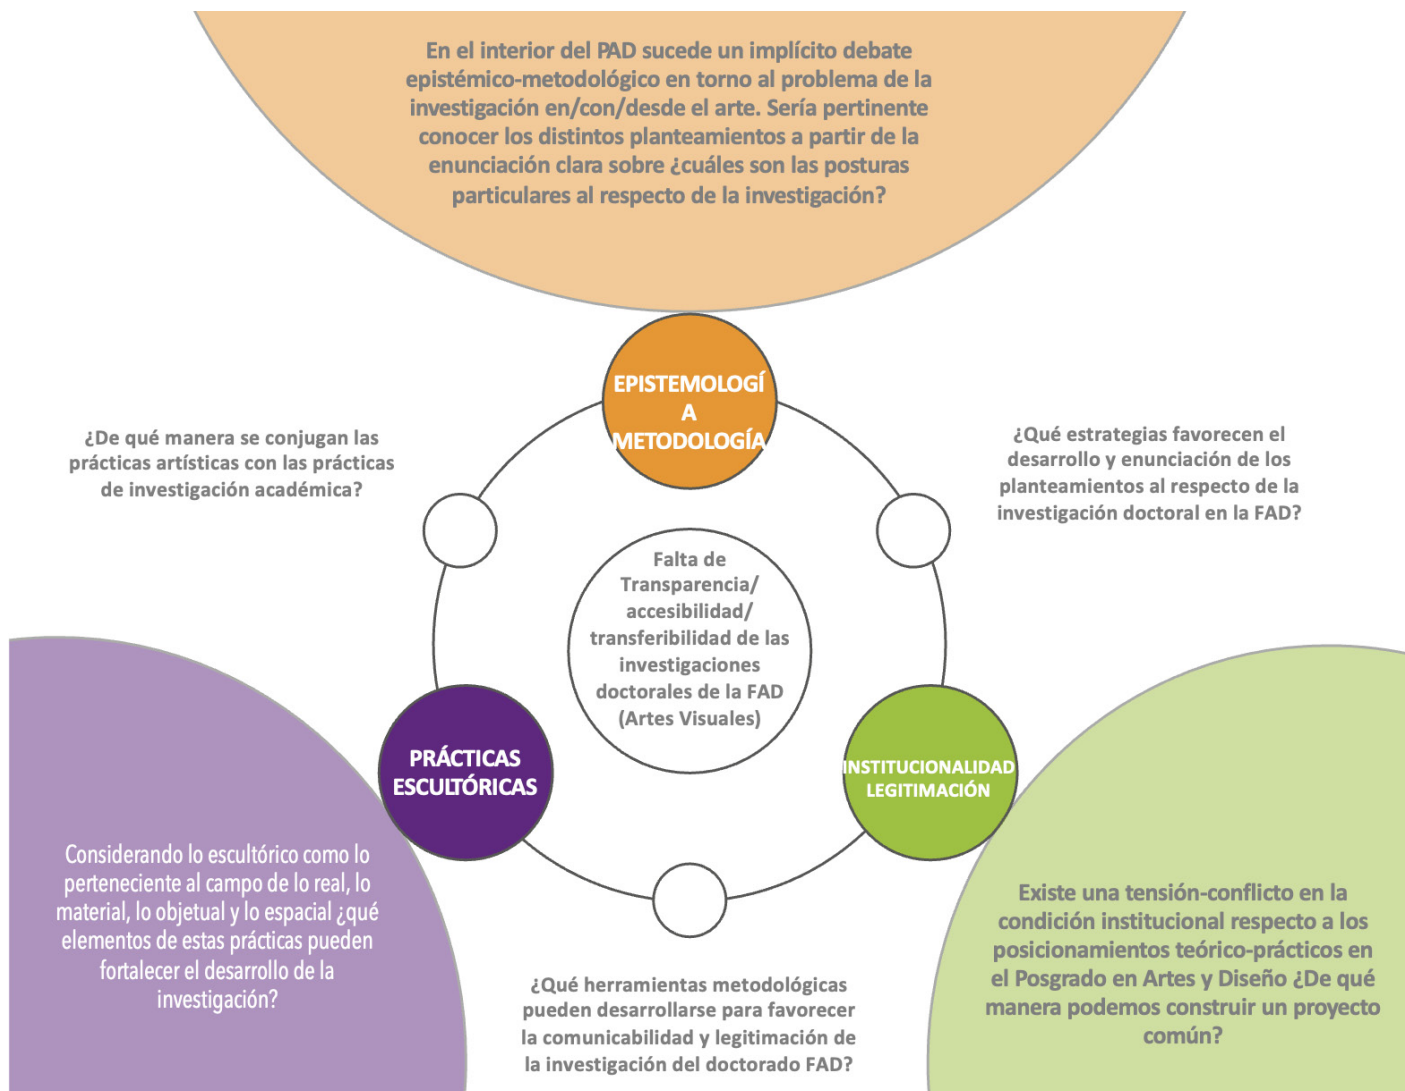 En el interior del PAD sucede un implícito debate
epistémico-metodológico en torno al problema de la
investigación en/con/desde el arte. Sería pertinente
conocer los distintos planteamientos a partir de la
enunciación clara sobre ¿cuáles son las posturas
particulares al respecto de la investigación?
EPISTEMOLOGÍ
A
METODOLOGÍA
¿De qué manera se conjugan las
prácticas artísticas con las prácticas
de investigación académica?
¿Qué estrategias favorecen el
desarrollo y enunciación de los
planteamientos al respecto de la
investigación doctoral en la FAD?
Falta de
Transparencia/
accesibilidad/
transferibilidad de las
investigaciones
doctorales de la FAD
(Artes Visuales)
PRÁCTICAS
ESCULTÓRICAS
INSTITUCIONALIDAD
LEGITIMACIÓN
Considerando lo escultórico como lo
perteneciente al campo de lo real, lo
material, lo objetual y lo espacial ¿qué
elementos de estas prácticas pueden
fortalecer el desarrollo de la
investigación?
¿Qué herramientas metodológicas
pueden desarrollarse para favorecer
la comunicabilidad y legitimación de
la investigación del doctorado FAD?
Existe una tensión-conflicto en la
condición institucional respecto a los
posicionamientos teórico-prácticos en
el Posgrado en Artes y Diseño ¿De qué
manera podemos construir un proyecto
común?